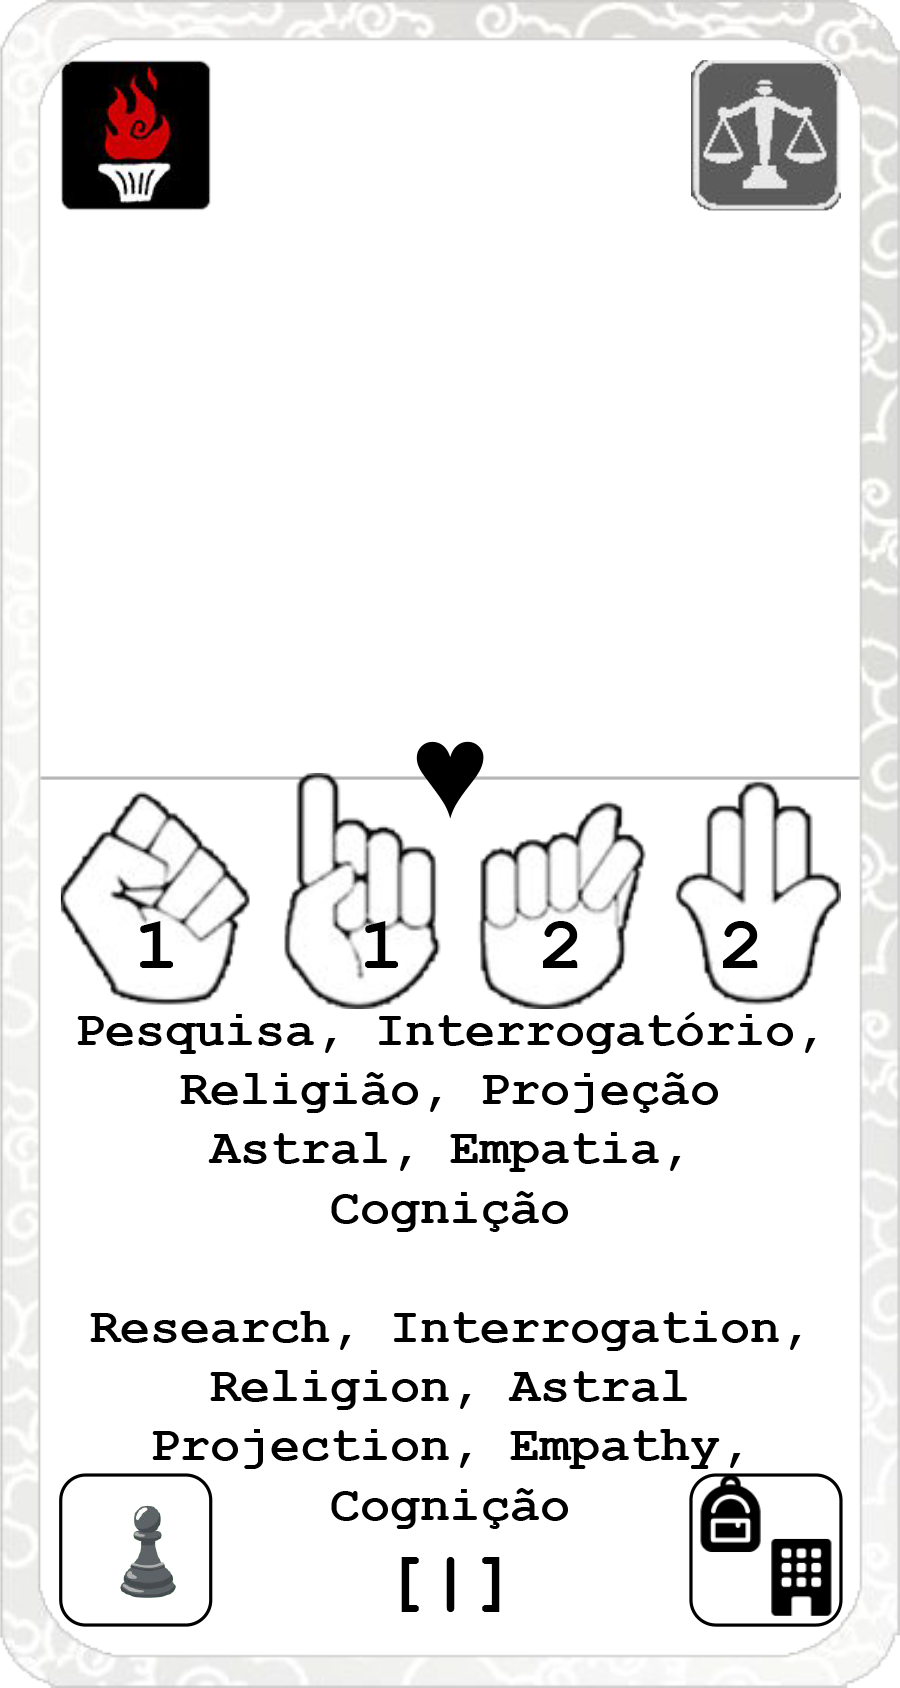 ♥
1 1 2 2
Pesquisa, Interrogatório,
Religião, Projeção
Astral, Empatia,
Cognição
Research, Interrogation,
Religion, Astral
Projection, Empathy,
Cognição
[|]